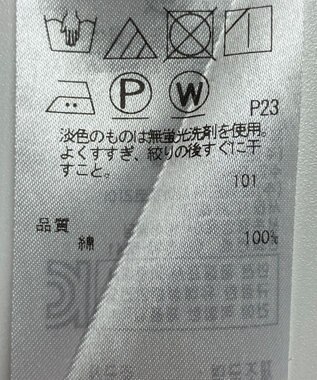 P
W
P23
淡色のものは無蛍光洗剤を使用。
よくすすぎ、絞りの後すぐに干
すこと。
101
品質
綿 100%